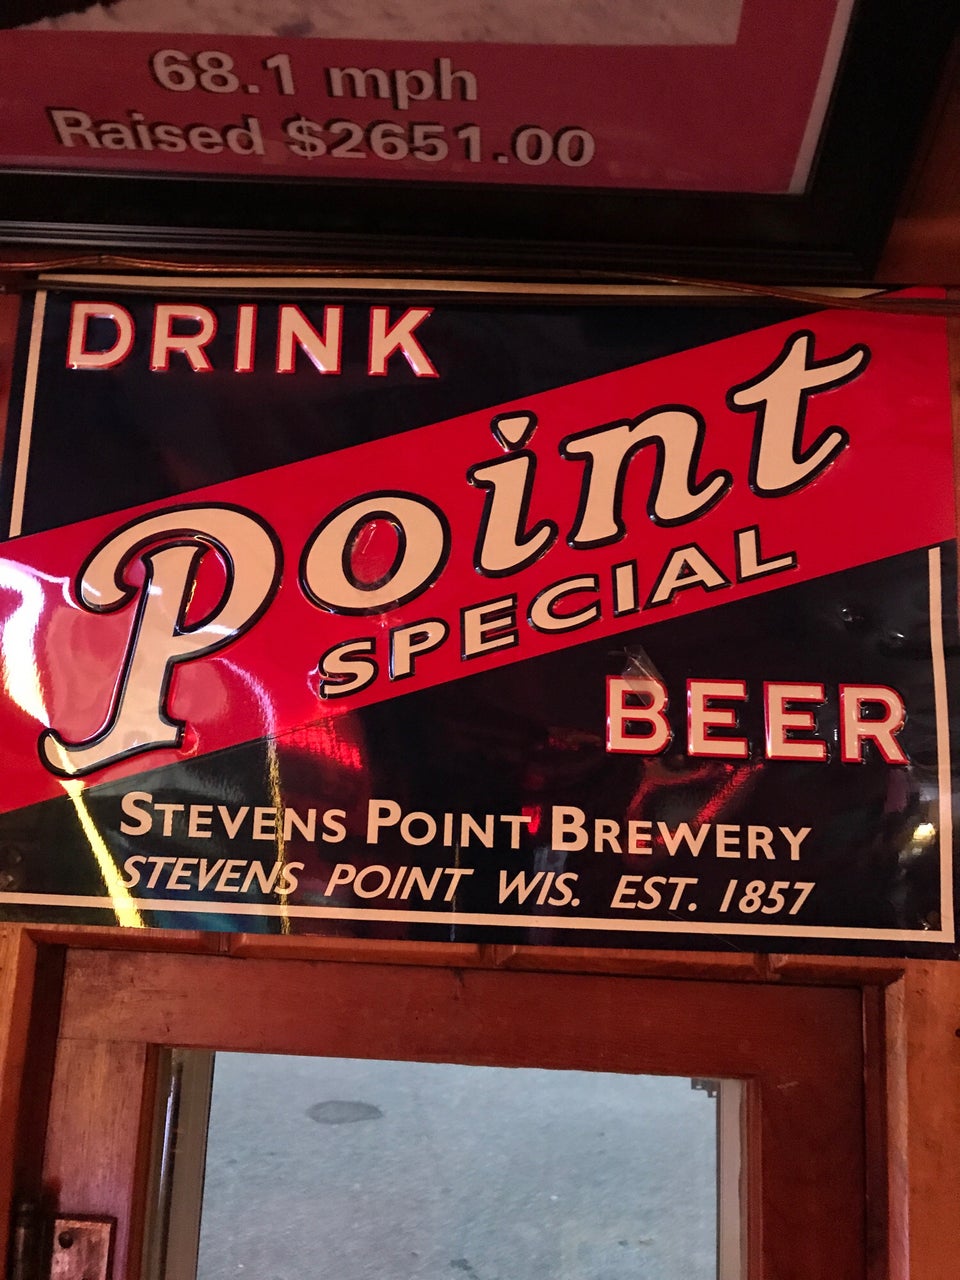 68.1 mph
Raised $2651.00
DRINK
Point
SPECIAL
BEER
STEVENS POINT BREWERY
STEVENS POINT WIS. EST. 1857